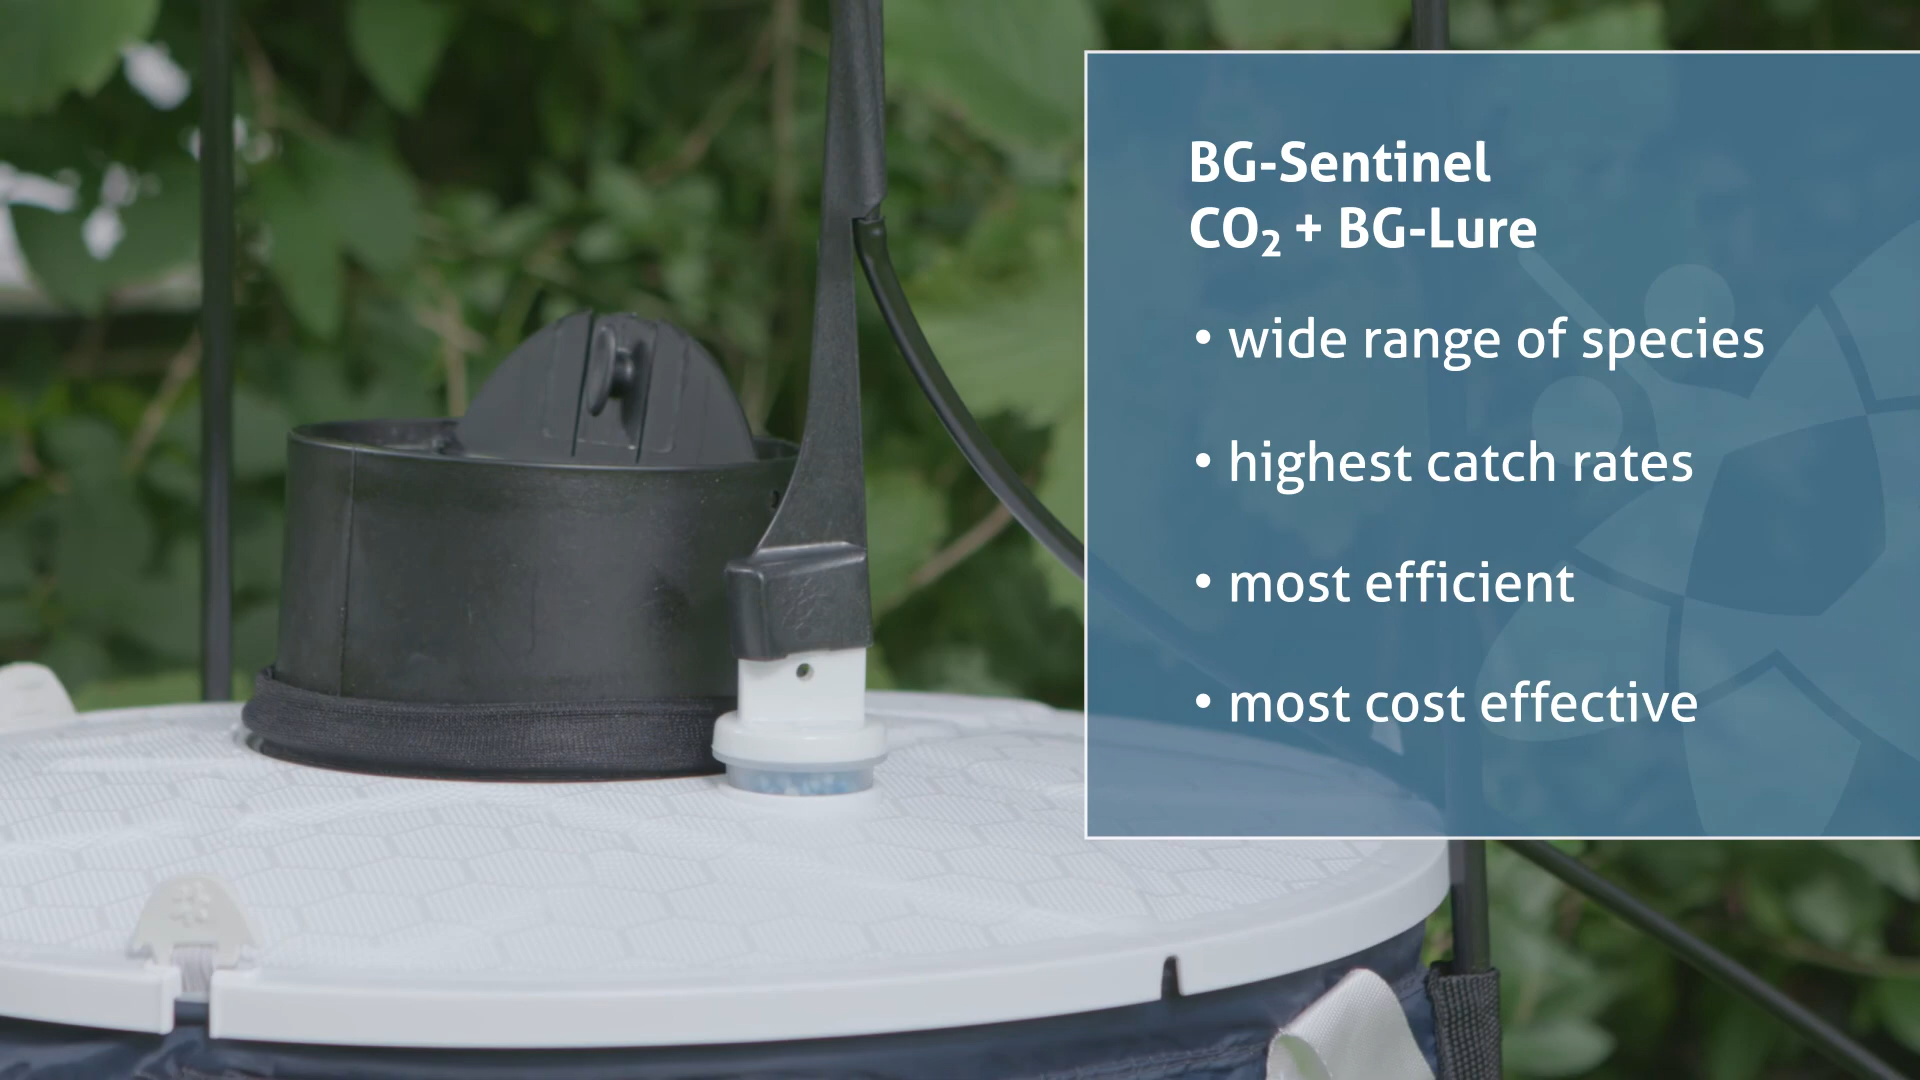 BG-Sentinel
CO₂ + BG-Lure
• wide range of species
• highest catch rates
• most efficient
• most cost effective